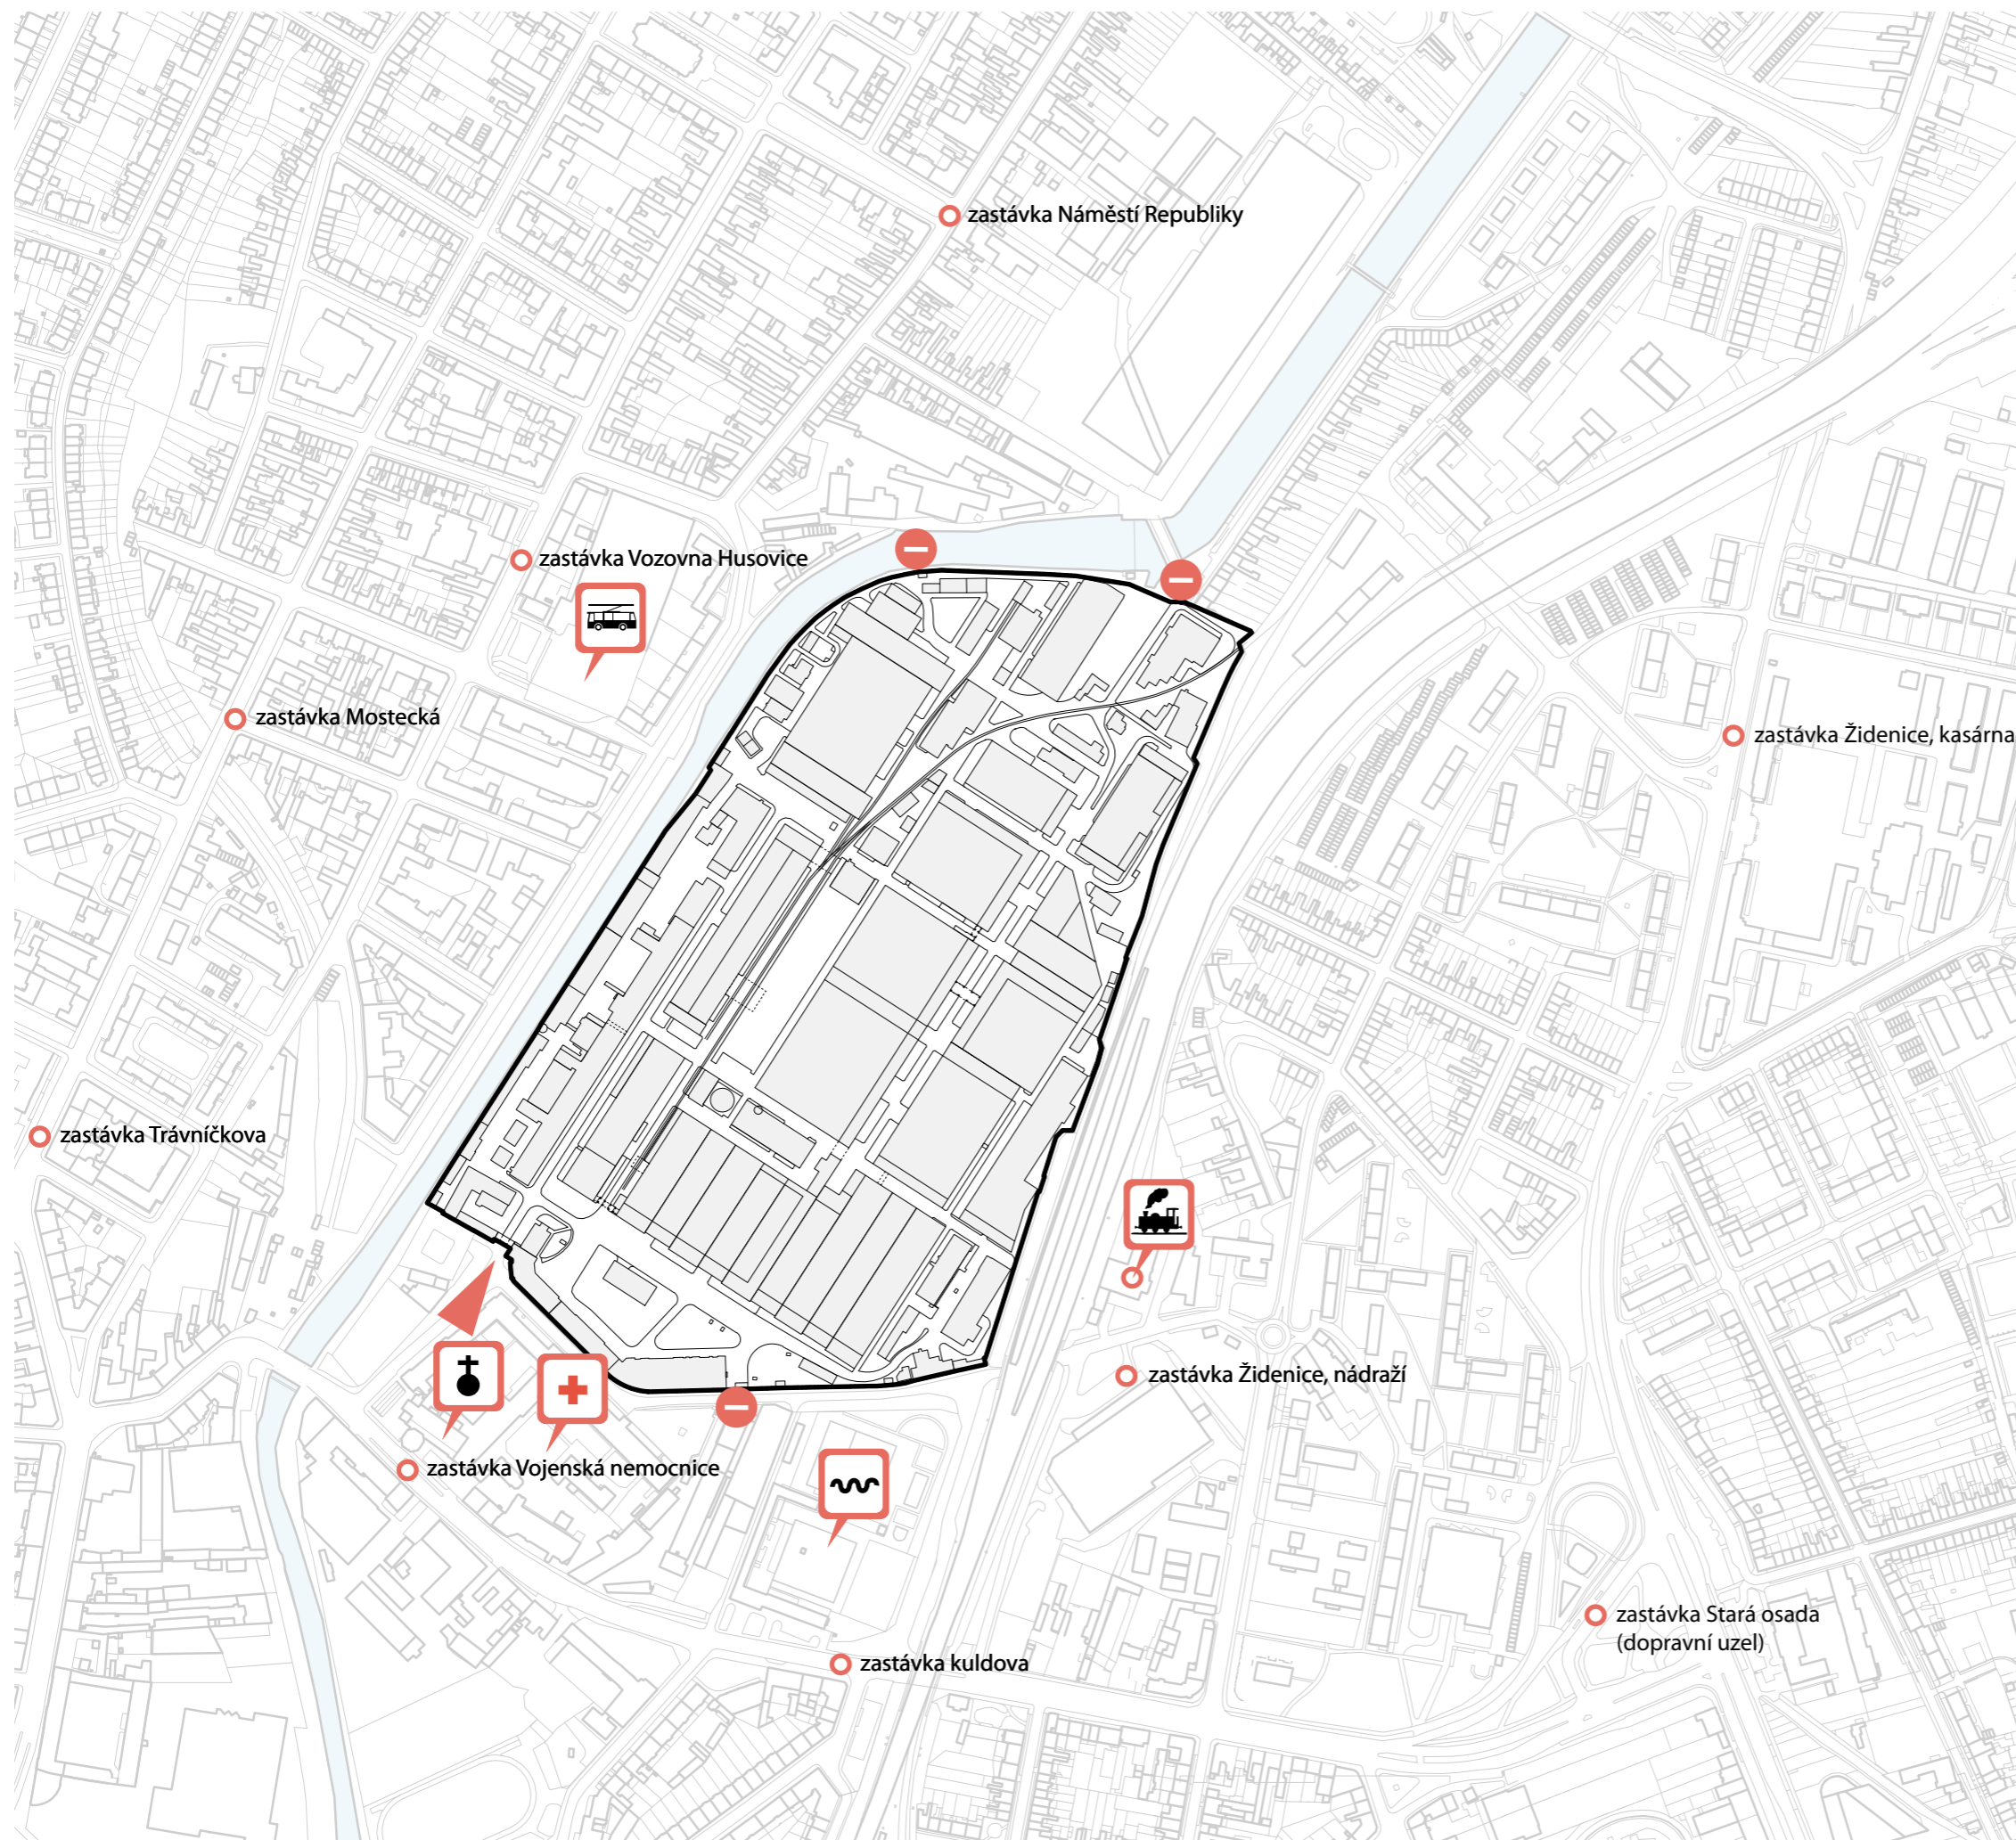 zastávka Náměstí Republiky
zastávka Vozovna Husovice
zastávka Mostecká
zastávka Židenice, kasárna
zastávka Trávníčkova
zastávka Židenice, nádraží
zastávka Vojenská nemocnice
zastávka Stará osada
(dopravní uzel)
zastávka kuldova